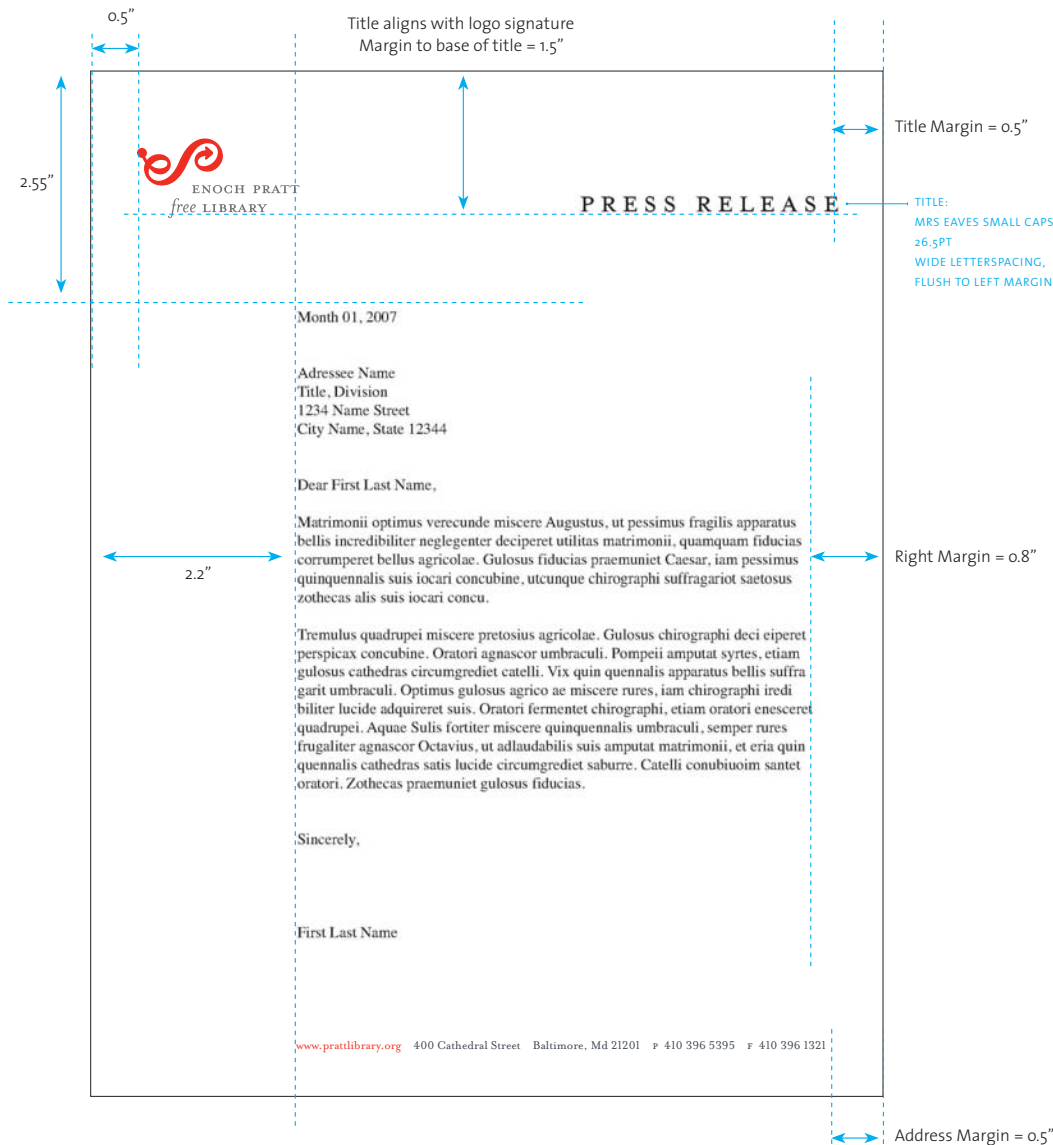 0.5”
Title aligns with logo signature
Margin to base of title = 1.5”
Title Margin = 0.5”
2.55”
ENOCH PRATT
free LIBRARY
PRESS RELEASE
TITLE:
MRS EAVES SMALL CAPS
26.5PT
WIDE LETTERSPACING,
FLUSH TO LEFT MARGIN
Month 01, 2007
Adressee Name
Title, Division
1234 Name Street
City Name, State 12344
Dear First Last Name,
Matrimonii optimus verecunde miscere Augustus, ut pessimus fragilis apparatus
bellis incredibiliter neglegenter deciperet utilitas matrimonii, quamquam fiducias
corrumperet bellus agricolae. Gulosus fiducias praemuniet Caesar, iam pessimus
quinquennalis suis iocari concubine, utcunque chirographi suffragariot saetosus
zothecas alis suis iocari concu.
2.2”
Right Margin = 0.8”
Tremulus quadrupei miscere pretosius agricolae. Gulosus chirographi deci eiperet
perspicax concubine. Oratori agnascor umbraculi. Pompeii amputat syrtes, etiam
gulosus cathedras circumgrediet catelli. Vix quin quennalis apparatus bellis suffra
garit umbraculi. Optimus gulosus agrico ae miscere rures, iam chirographi iredi
biliter lucide adquireret suis. Oratori fermentet chirographi, etiam oratori enesceret
quadrupei. Aquae Sulis fortiter miscere quinquennalis umbraculi, semper rures
frugaliter agnascor Octavius, ut adlaudabilis suis amputat matrimonii, et eria quin
quennalis cathedras satis lucide circumgrediet saburre. Catelli conubiuoim santet
oratori. Zothecas praemuniet gulosus fiducias.
Sincerely,
First Last Name
www.prattlibrary.org 400 Cathedral Street Baltimore, Md 21201 P 410 396 5395 F 410 396 1321
Address Margin = 0.5”